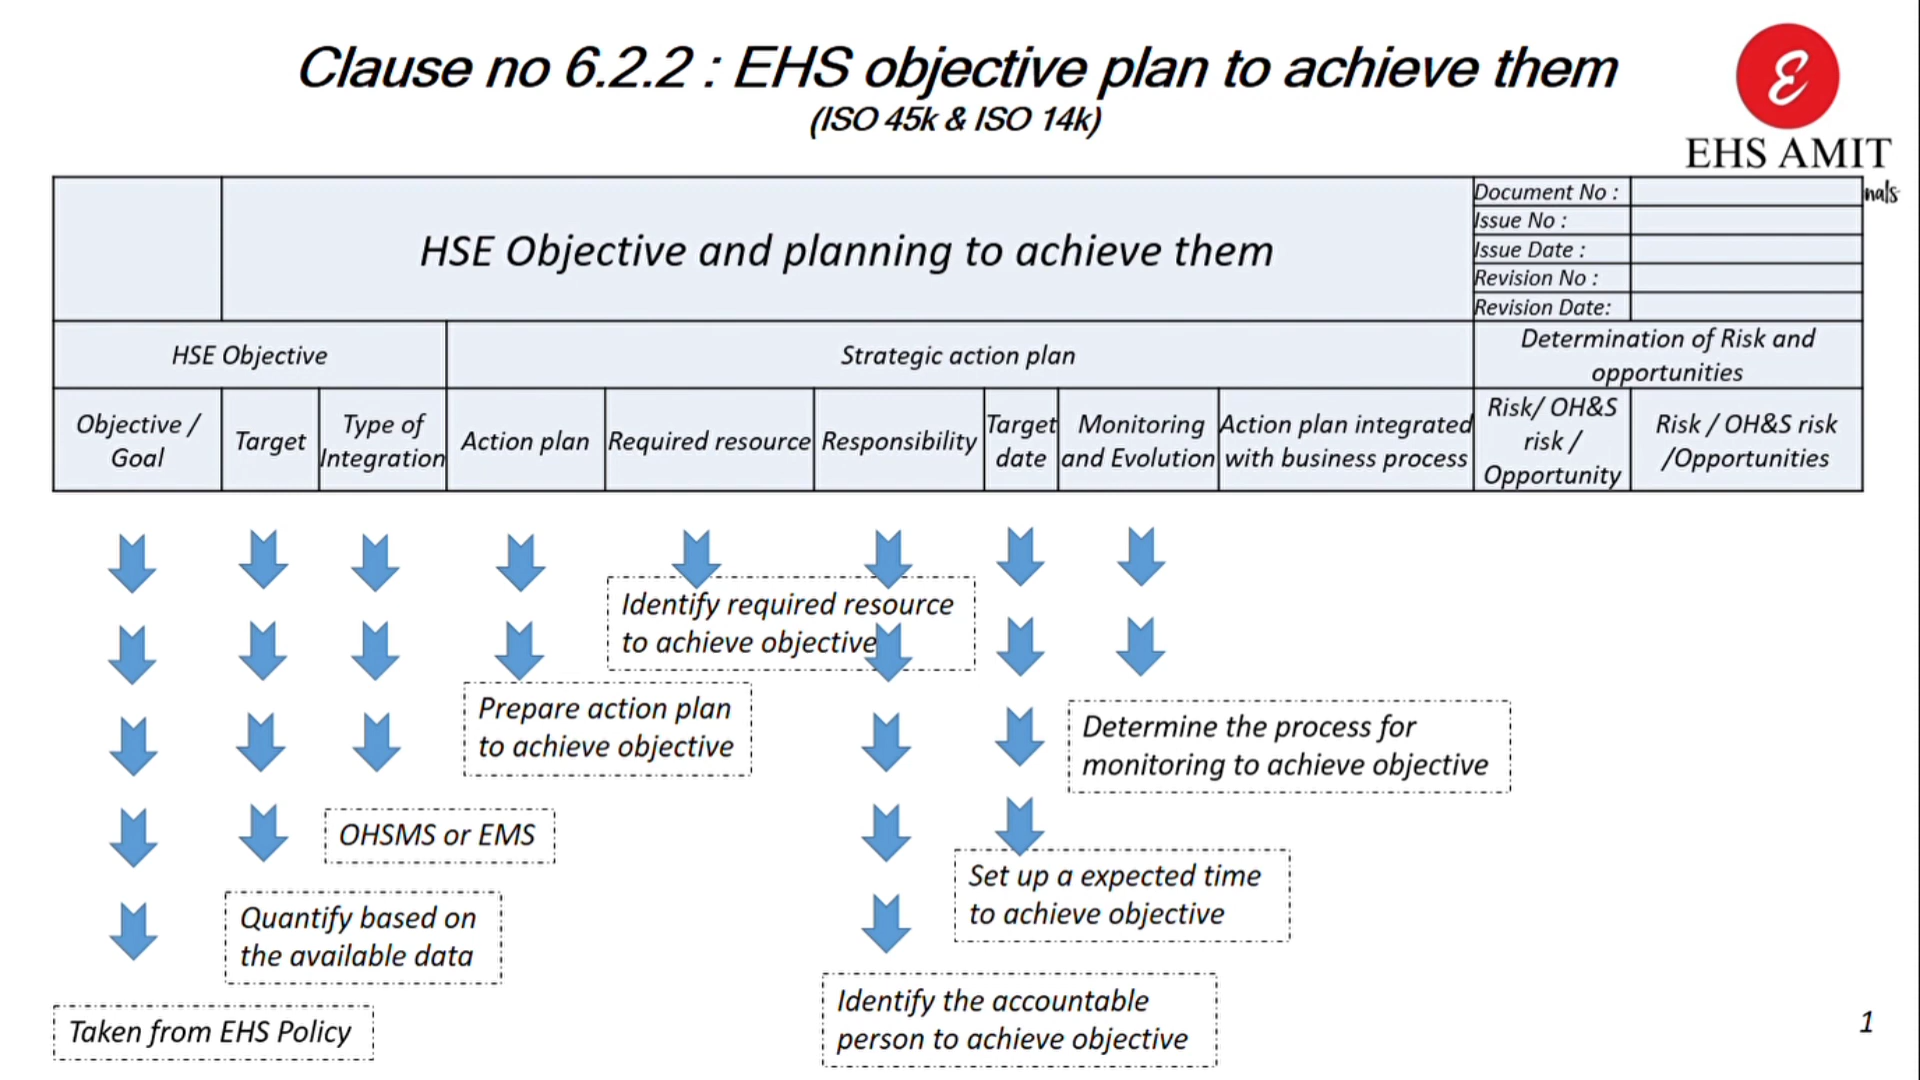 Clause no 6.2.2 : EHS objective plan to achieve them
(ISO 45k & ISO 14k)
E
EHS AMIT
nals
HSE Objective and planning to achieve them
Document No :
Issue No :
Issue Date :
Revision No :
Revision Date:
HSE Objective
Strategic action plan
Determination of Risk and
opportunities
Objective /
Goal
Target
Type of
Integration
Action plan
Required resource
Responsibility
Target
date
Monitoring
and Evolution
Action plan integrated
with business process
Risk/ OH&S
risk /
Opportunity
Risk / OH&S risk
/Opportunities
Identify required resource
to achieve objective
Prepare action plan
to achieve objective
Determine the process for
monitoring to achieve objective
OHSMS or EMS
Set up a expected time
to achieve objective
Quantify based on
the available data
Identify the accountable
person to achieve objective
Taken from EHS Policy
1